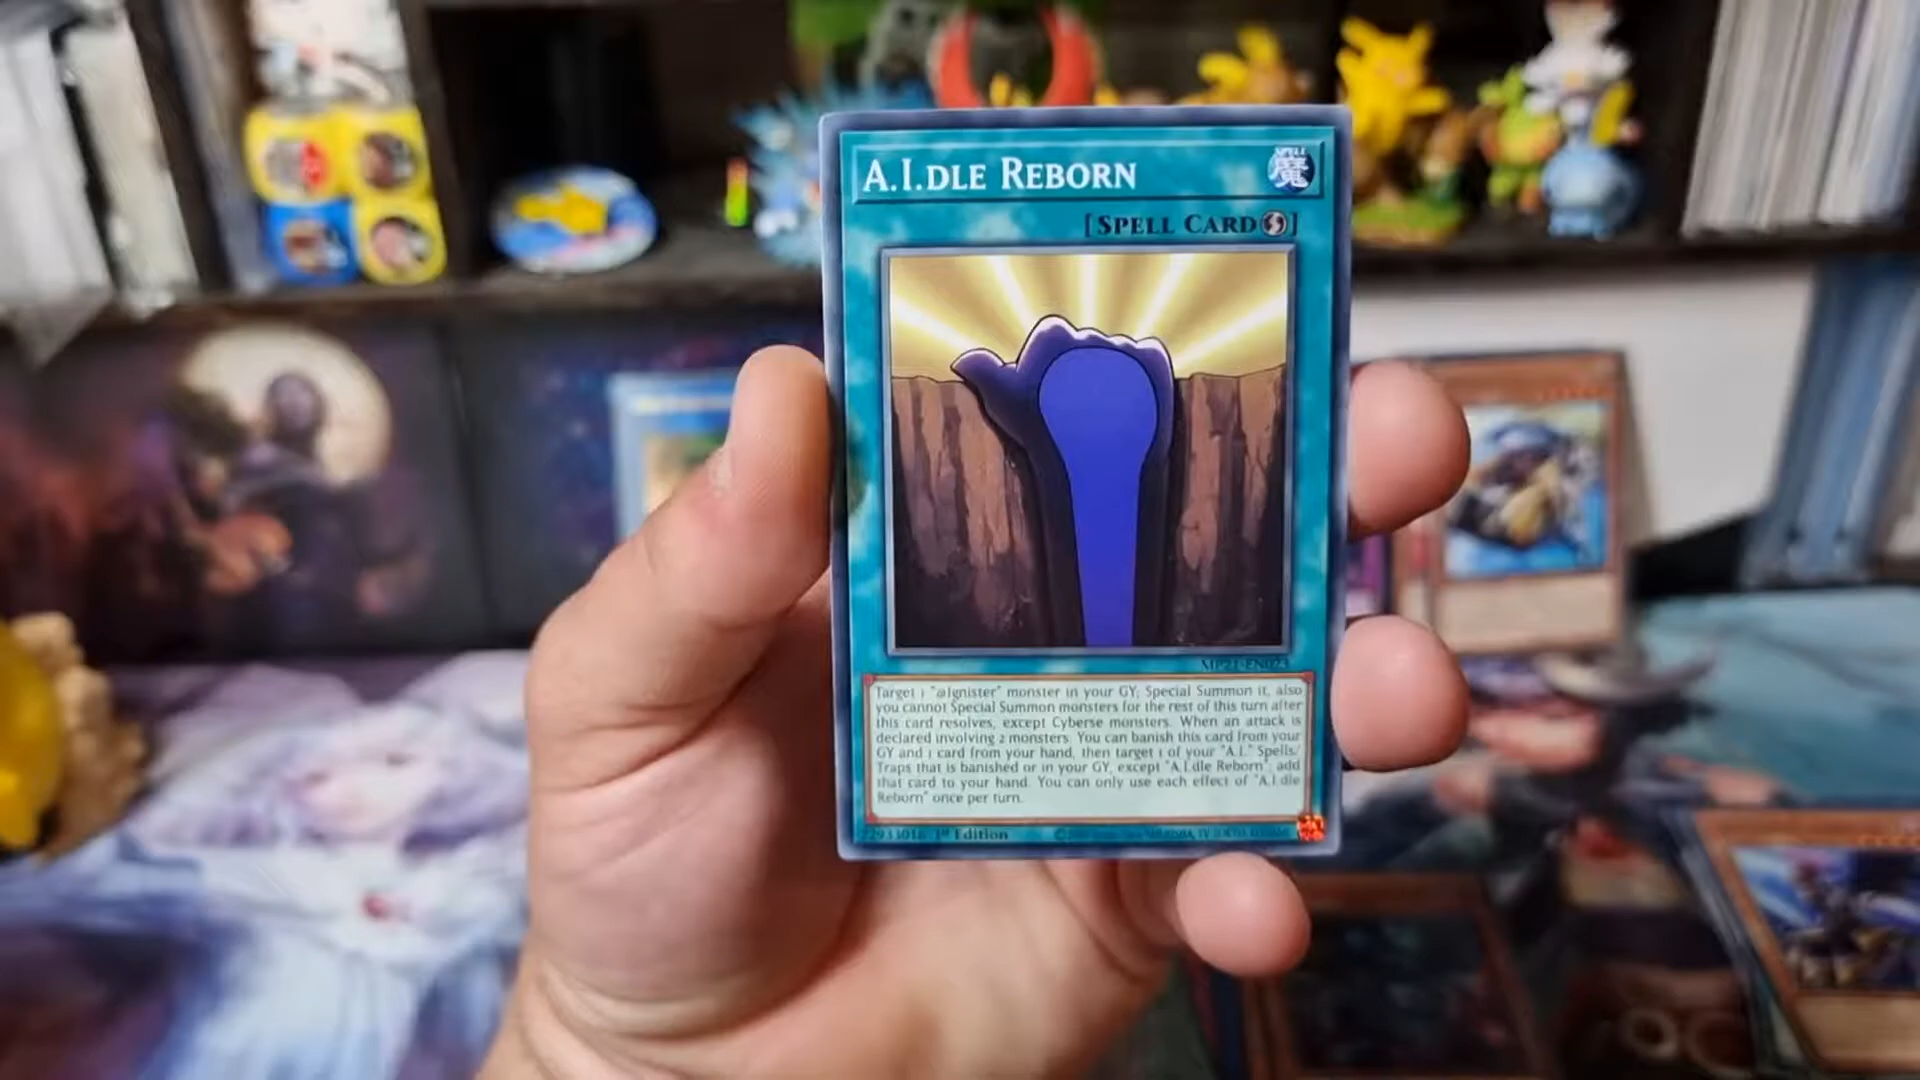 A.I.DLE REBORN
SPELL
魔
[SPELL CARD]
MP21-EN023
Target 1 "@Ignister" monster in your GY; Special Summon it, also
you cannot Special Summon monsters for the rest of this turn after
this card resolves, except Cyberse monsters. When an attack is
declared involving 2 monsters: You can banish this card from your
GY and 1 card from your hand, then target 1 of your "A.I." Spells/
Traps that is banished or in your GY, except "A.I.dle Reborn"; add
that card to your hand. You can only use each effect of "A.I.dle
Reborn" once per turn.
22933016 1st Edition